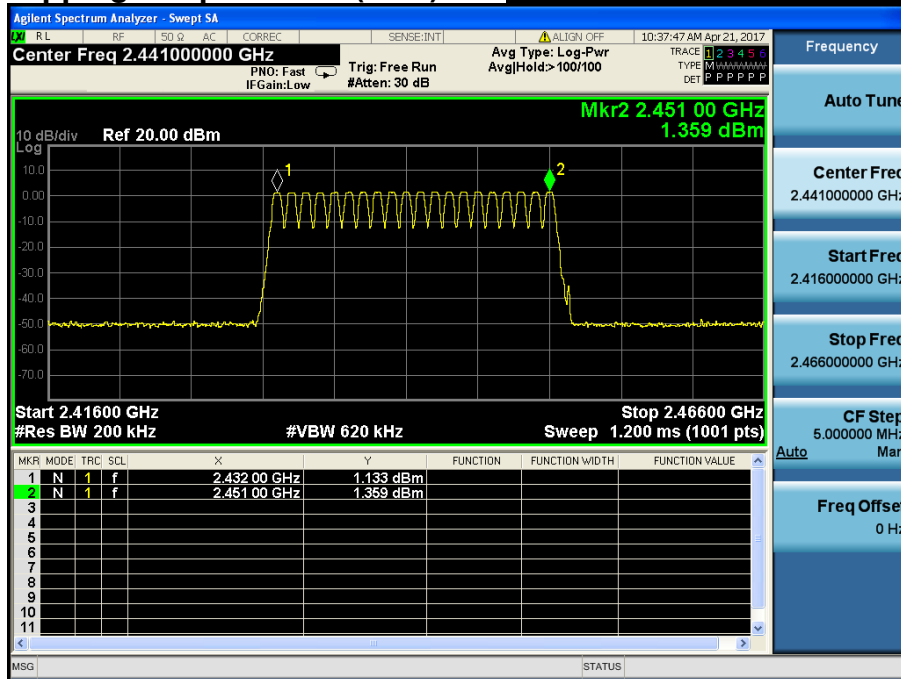 Agilent Spectrum Analyzer - Swept SA
LXI RL RF 50 Ω AC CORREC SENSE:INT ALIGN OFF 10:37:47 AM Apr 21, 2017
Center Freq 2.441000000 GHz
PNO: Fast
IFGain:Low
Trig: Free Run
#Atten: 30 dB
Avg Type: Log-Pwr
Avg|Hold:>100/100
TRACE 1 2 3 4 5 6
TYPE M
DET P P P P P P
Mkr2 2.451 00 GHz
1.359 dBm
10 dB/div Ref 20.00 dBm
Log
10.0
0.00
-10.0
-20.0
-30.0
-40.0
-50.0
-60.0
-70.0
1
2
Start 2.41600 GHz Stop 2.46600 GHz
#Res BW 200 kHz #VBW 620 kHz Sweep 1.200 ms (1001 pts)
MKR MODE TRC SCL X Y FUNCTION FUNCTION WIDTH FUNCTION VALUE
1 N 1 f 2.432 00 GHz 1.133 dBm
2 N 1 f 2.451 00 GHz 1.359 dBm
3
4
5
6
7
8
9
10
11
MSG STATUS
Frequency
Auto Tune
Center Freq
2.441000000 GHz
Start Freq
2.416000000 GHz
Stop Freq
2.466000000 GHz
CF Step
5.000000 MHz
Auto Man
Freq Offset
0 Hz